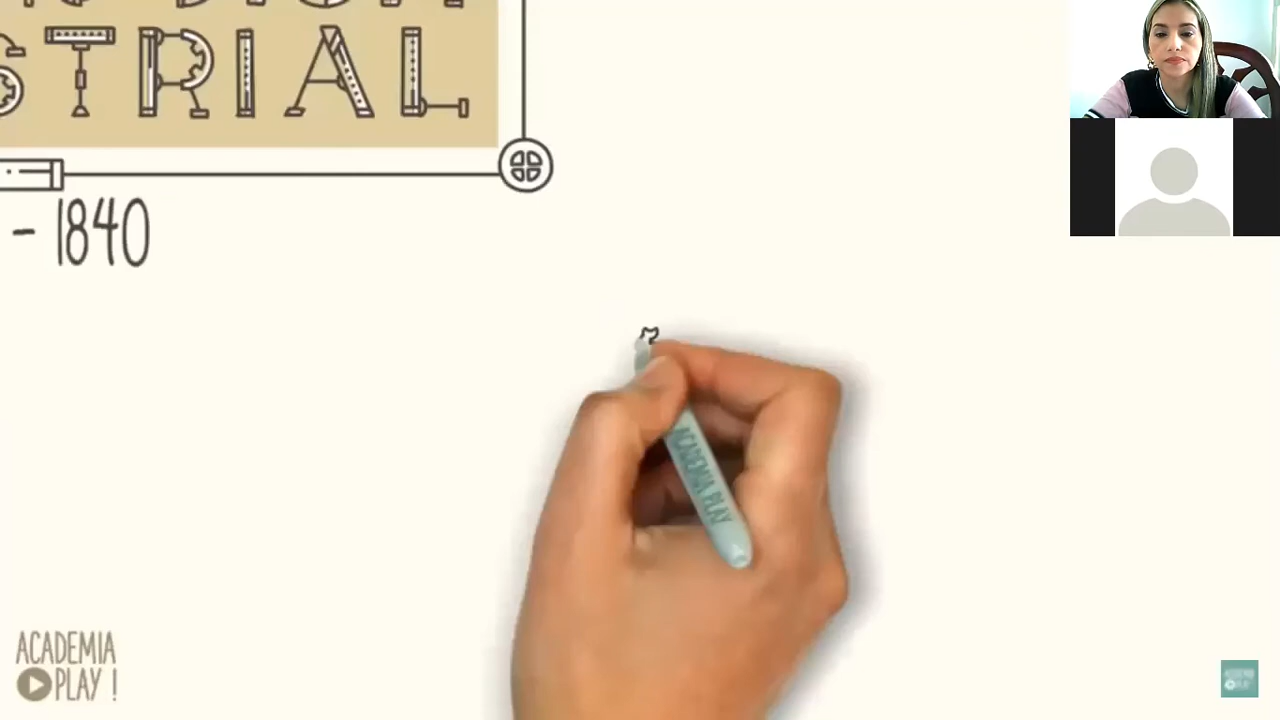 STRIAL
- 1840
ACADEMIA PLAY
ACADEMIA
PLAY !